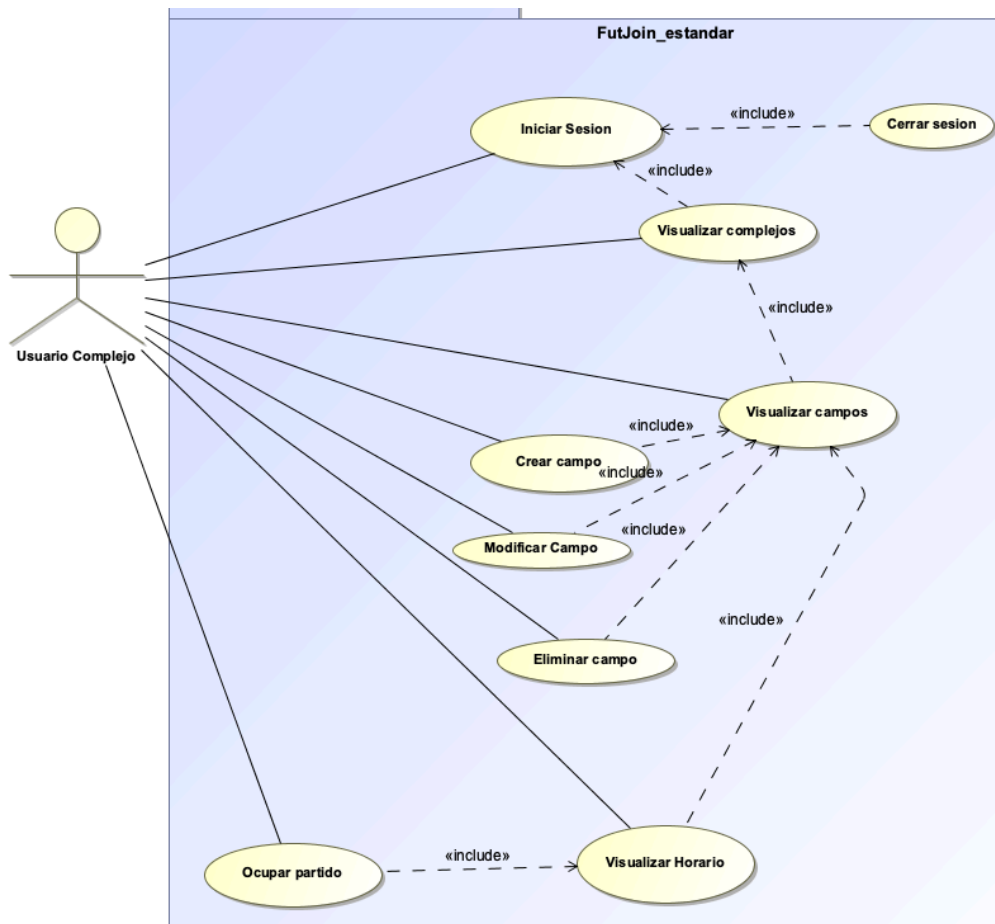 FutJoin_estandar
Iniciar Sesion
«include»
Cerrar sesion
«include»
Visualizar complejos
«include»
Usuario Complejo
Visualizar campos
«include»
Crear campo
«include»
Modificar Campo
«include»
«include»
Eliminar campo
Ocupar partido
«include»
Visualizar Horario